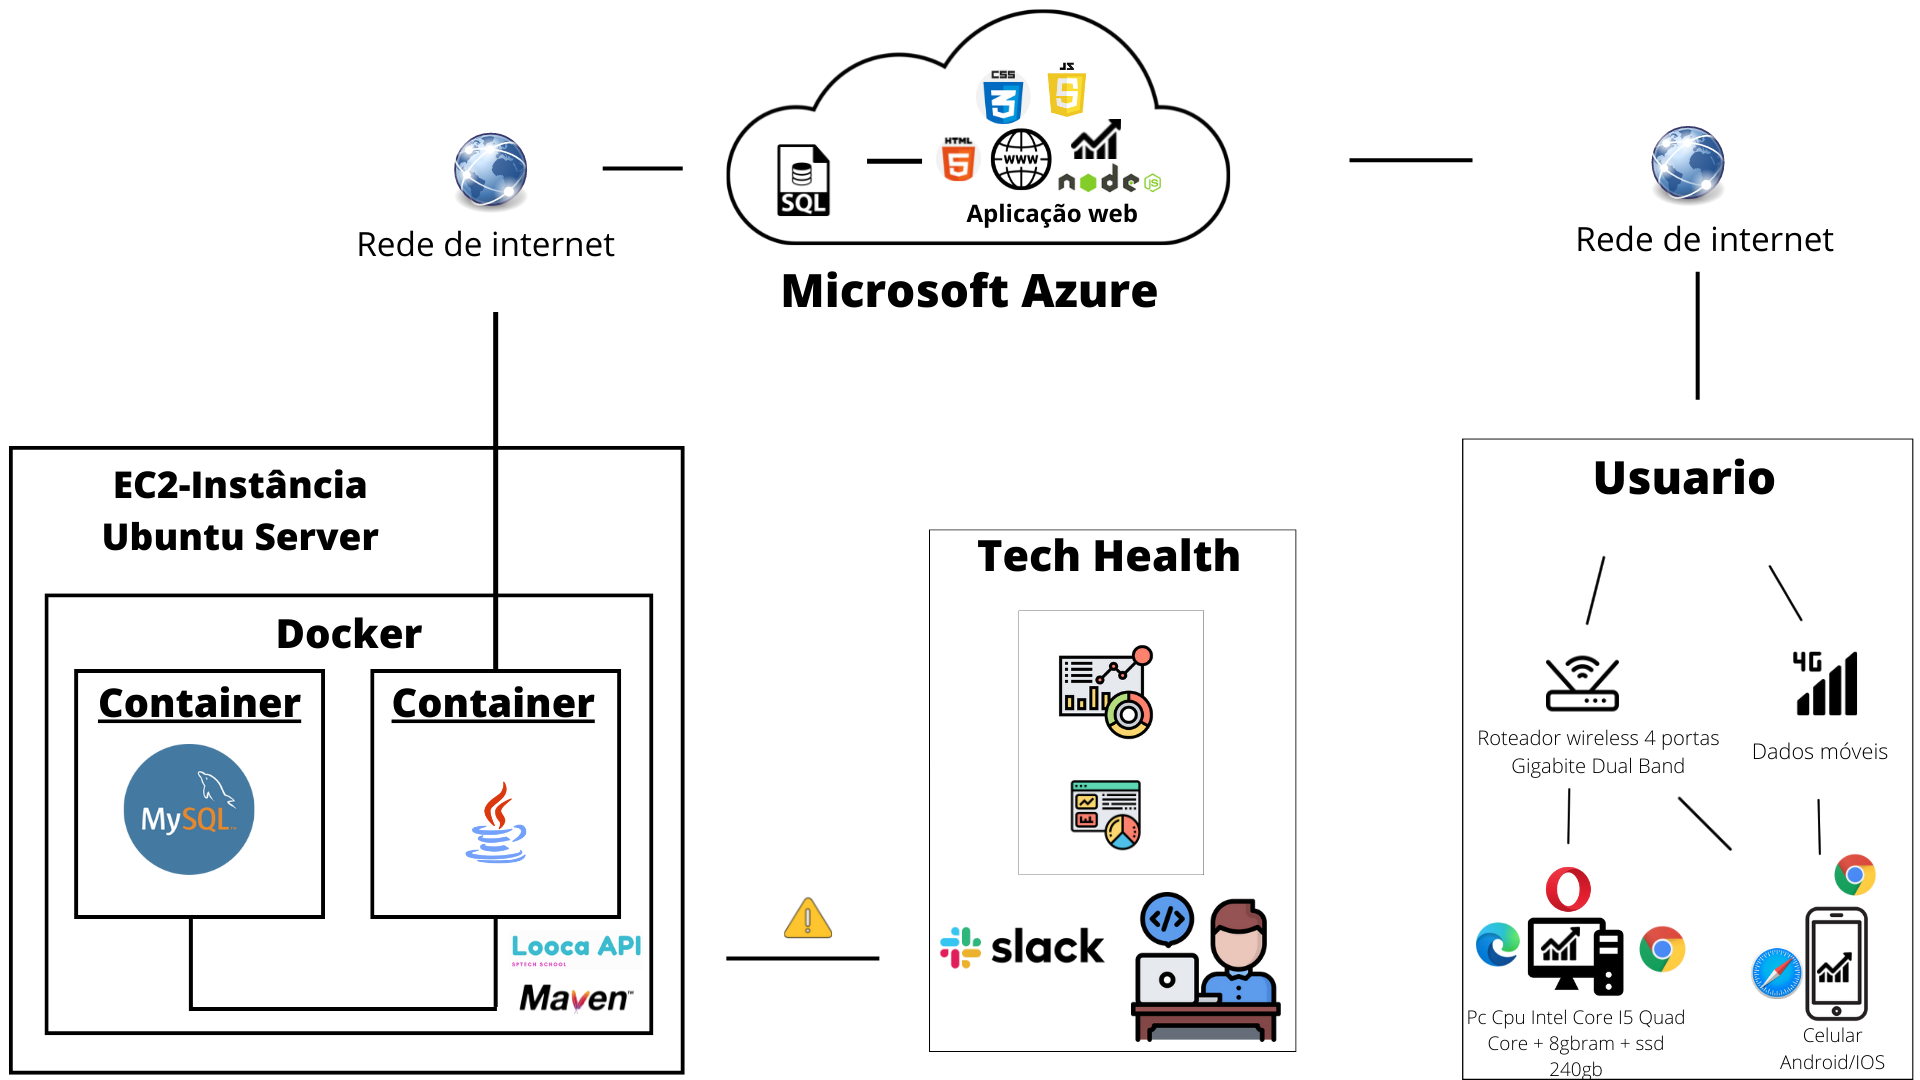 CSS
JS
HTML
WWW
node
JS
SQL
Aplicação web
Microsoft Azure
Rede de internet
Rede de internet
EC2-Instância
Ubuntu Server
Docker
Container
MySQL™
Container
Looca API
SPTECH SCHOOL
Maven™
Tech Health
slack
Usuario
4G
Roteador wireless 4 portas
Gigabite Dual Band
Dados móveis
Pc Cpu Intel Core I5 Quad
Core + 8gbram + ssd
240gb
Celular
Android/IOS